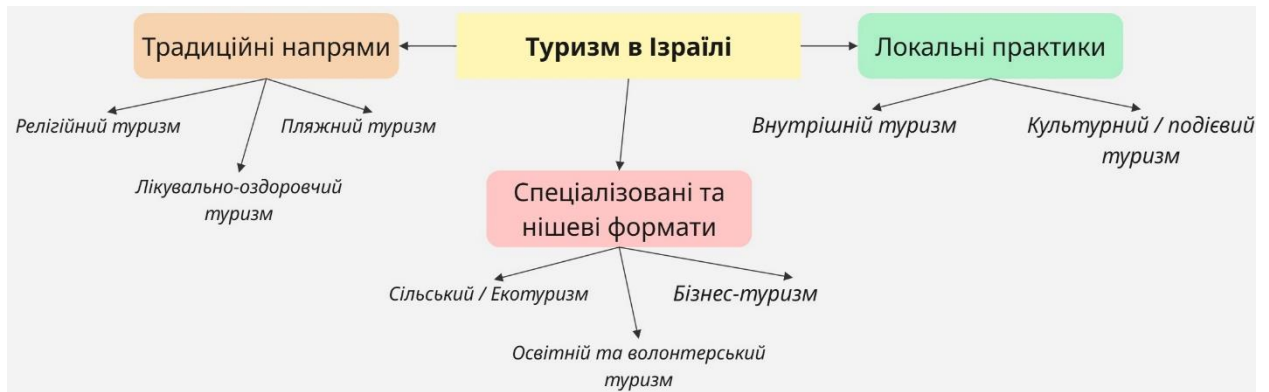 Туризм в Ізраїлі
Традиційні напрями
Релігійний туризм
Лікувально-оздоровчий
туризм
Пляжний туризм
Спеціалізовані та
нішеві формати
Сільський / Екотуризм
Освітній та волонтерський
туризм
Бізнес-туризм
Локальні практики
Внутрішній туризм
Культурний / подієвий
туризм